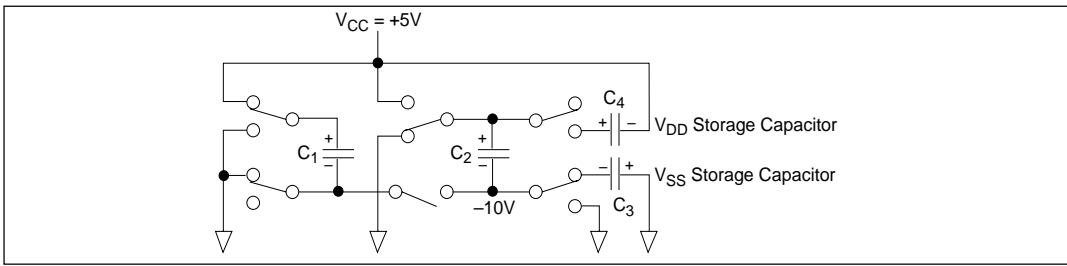 V_CC = +5V
C_4
+ –
V_DD Storage Capacitor
+
C_1
–
+
C_2
–
– +
V_SS Storage Capacitor
C_3
–10V